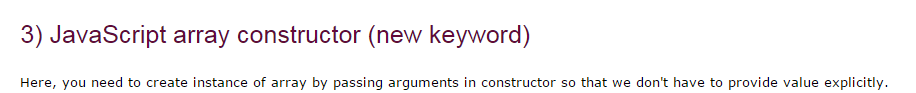 3) JavaScript array constructor (new keyword)
Here, you need to create instance of array by passing arguments in constructor so that we don't have to provide value explicitly.